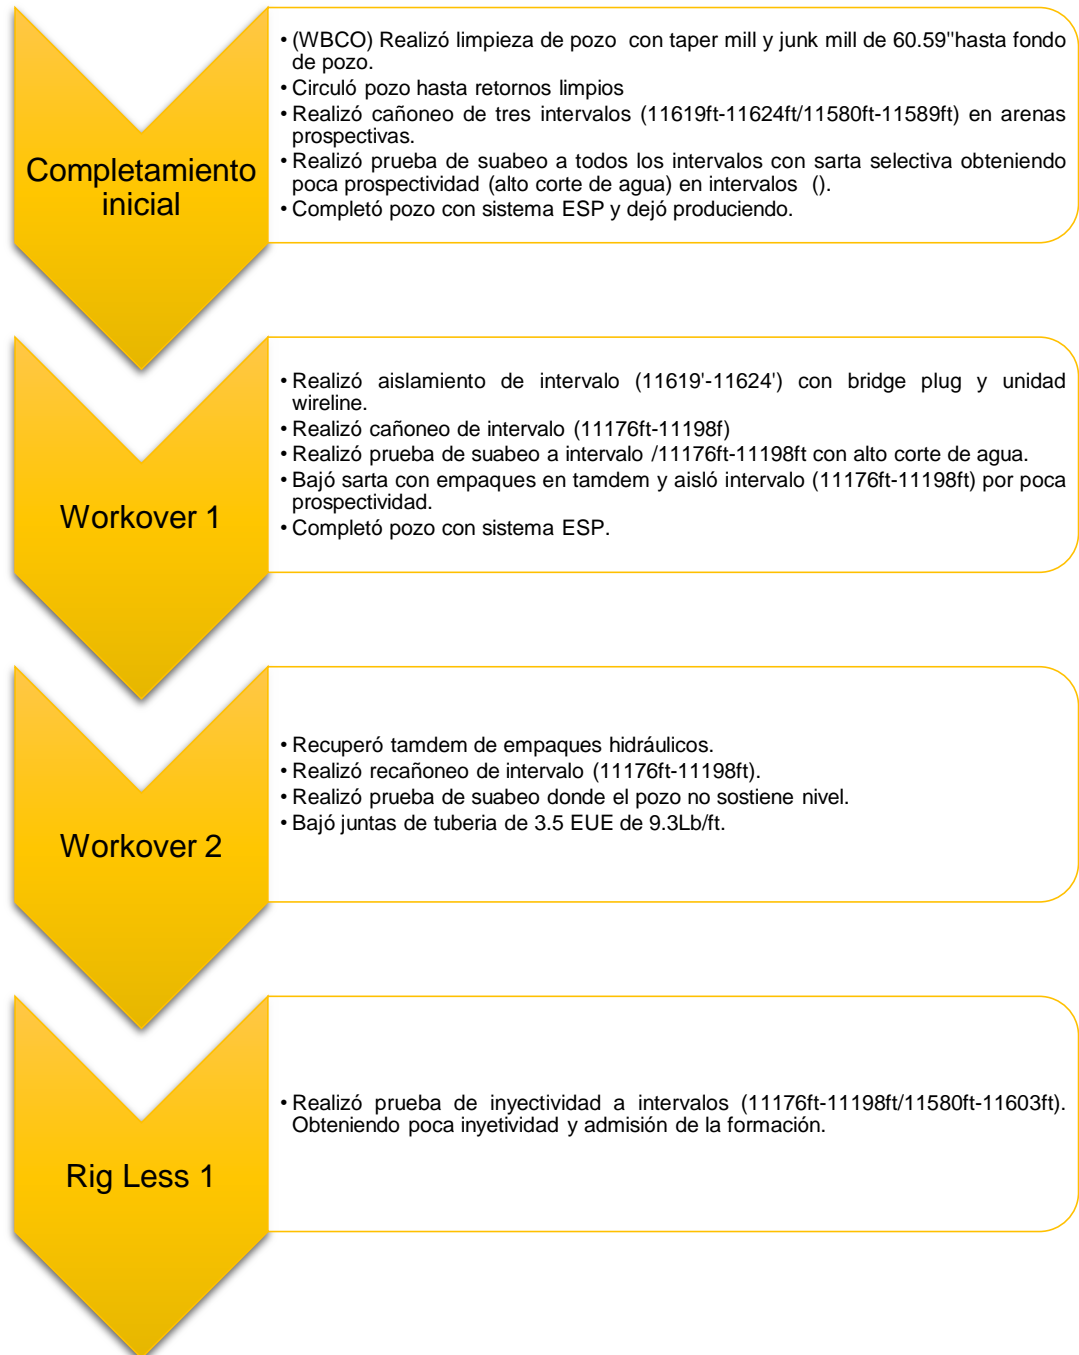 Completamiento
inicial
• (WBCO) Realizó limpieza de pozo con taper mill y junk mill de 60.59"hasta fondo
de pozo.
• Circuló pozo hasta retornos limpios
• Realizó cañoneo de tres intervalos (11619ft-11624ft/11580ft-11589ft) en arenas
prospectivas.
• Realizó prueba de suabeo a todos los intervalos con sarta selectiva obteniendo
poca prospectividad (alto corte de agua) en intervalos ().
• Completó pozo con sistema ESP y dejó produciendo.
Workover 1
• Realizó aislamiento de intervalo (11619'-11624') con bridge plug y unidad
wireline.
• Realizó cañoneo de intervalo (11176ft-11198f)
• Realizó prueba de suabeo a intervalo /11176ft-11198ft con alto corte de agua.
• Bajó sarta con empaques en tamdem y aisló intervalo (11176ft-11198ft) por poca
prospectividad.
• Completó pozo con sistema ESP.
Workover 2
• Recuperó tamdem de empaques hidráulicos.
• Realizó recañoneo de intervalo (11176ft-11198ft).
• Realizó prueba de suabeo donde el pozo no sostiene nivel.
• Bajó juntas de tuberia de 3.5 EUE de 9.3Lb/ft.
Rig Less 1
• Realizó prueba de inyectividad a intervalos (11176ft-11198ft/11580ft-11603ft).
Obteniendo poca inyetividad y admisión de la formación.